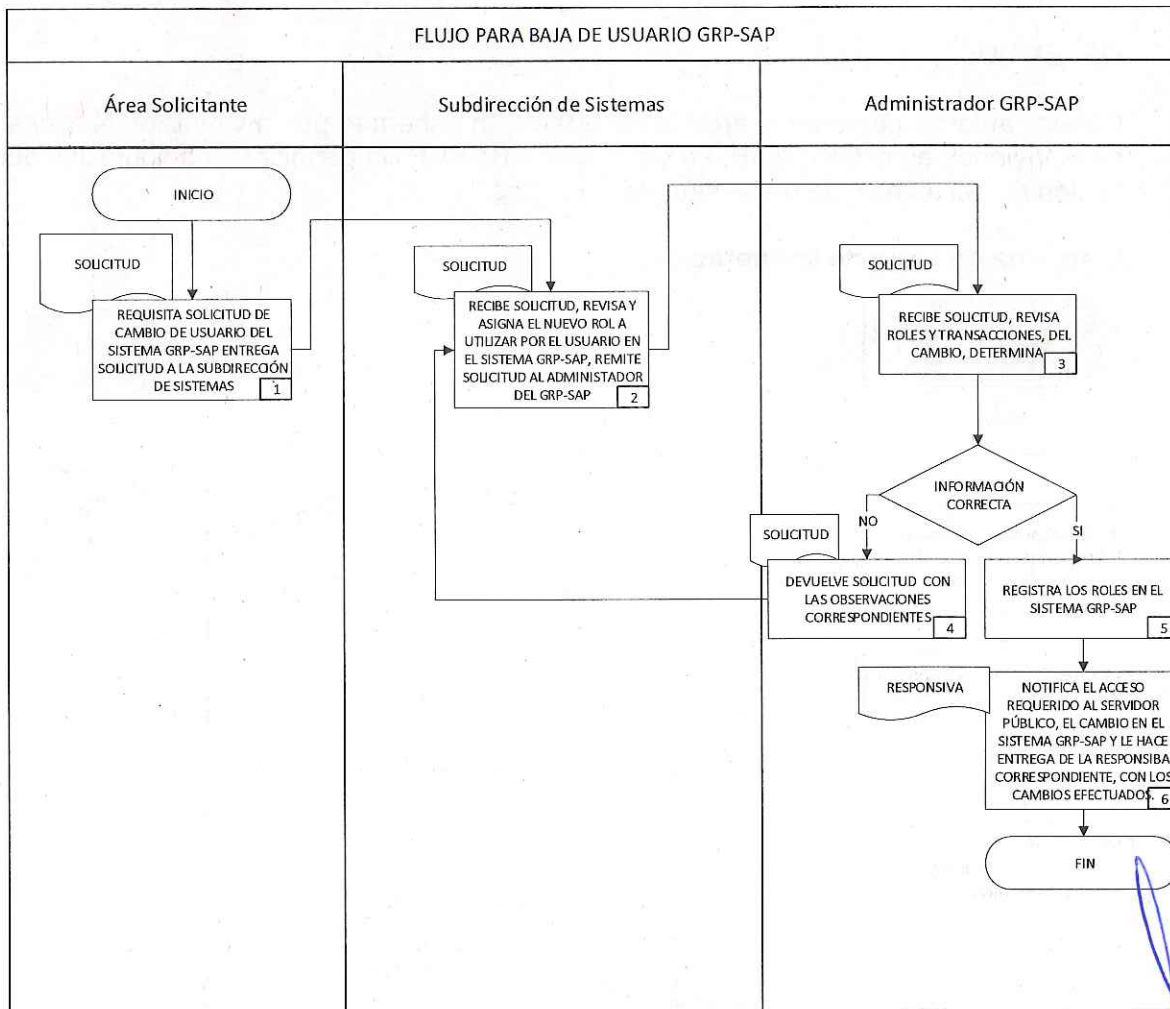 FLUJO PARA BAJA DE USUARIO GRP-SAP
Área Solicitante
Subdirección de Sistemas
Administrador GRP-SAP
INICIO
SOLICITUD
REQUISITA SOLICITUD DE
CAMBIO DE USUARIO DEL
SISTEMA GRP-SAP ENTREGA
SOLICITUD A LA SUBDIRECCIÓN
DE SISTEMAS
1
SOLICITUD
RECIBE SOLICITUD, REVISA Y
ASIGNA EL NUEVO ROL A
UTILIZAR POR EL USUARIO EN
EL SISTEMA GRP-SAP, REMITE
SOLICITUD AL ADMINISTADOR
DEL GRP-SAP
2
SOLICITUD
RECIBE SOLICITUD, REVISA
ROLES Y TRANSACCIONES, DEL
CAMBIO, DETERMINA
3
INFORMACIÓN
CORRECTA
NO
SI
SOLICITUD
DEVUELVE SOLICITUD CON
LAS OBSERVACIONES
CORRESPONDIENTES
4
REGISTRA LOS ROLES EN EL
SISTEMA GRP-SAP
5
RESPONSIVA
NOTIFICA EL ACCESO
REQUERIDO AL SERVIDOR
PÚBLICO, EL CAMBIO EN EL
SISTEMA GRP-SAP Y LE HACE
ENTREGA DE LA RESPONSIBA
CORRESPONDIENTE, CON LOS
CAMBIOS EFECTUADOS.
6
FIN